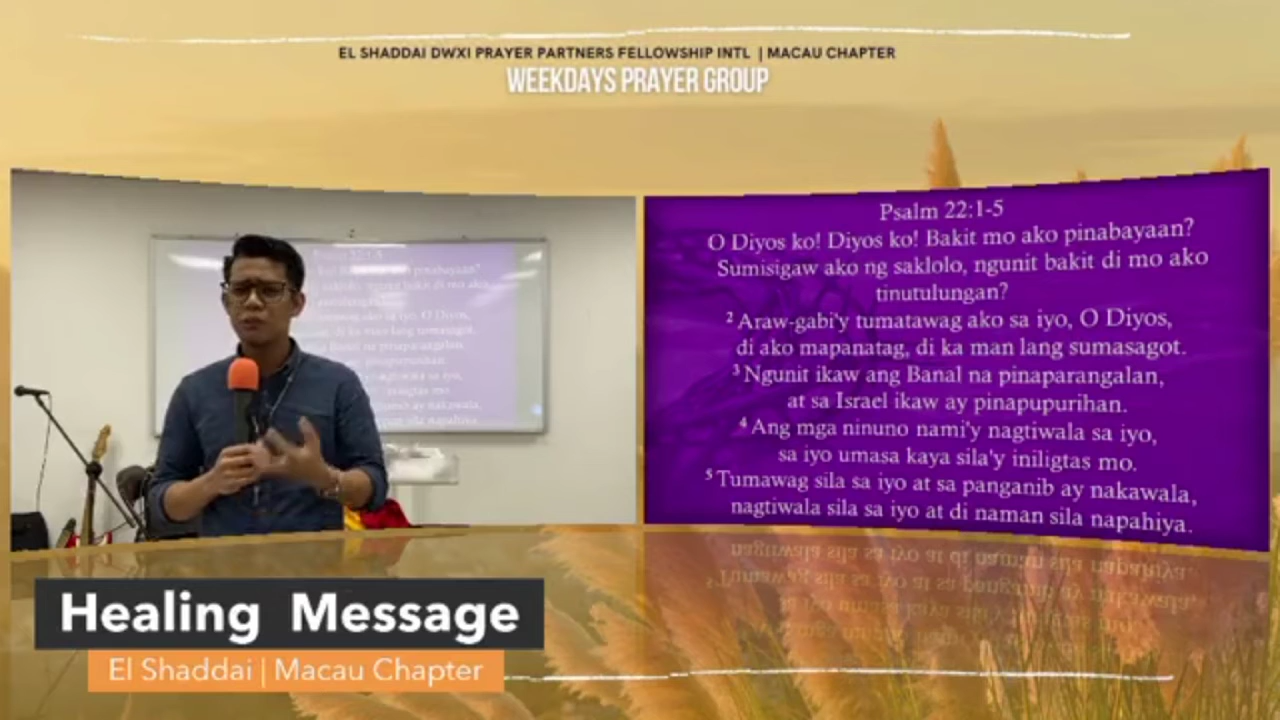 EL SHADDAI DWXI PRAYER PARTNERS FELLOWSHIP INTL | MACAU CHAPTER
WEEKDAYS PRAYER GROUP
Psalm 22:1-5
O Diyos ko! Diyos ko! Bakit mo ako pinabayaan?
Sumisigaw ako ng saklolo, ngunit bakit di mo ako
tinutulungan?
2 Araw-gabi'y tumatawag ako sa iyo, O Diyos,
di ako mapanatag, di ka man lang sumasagot.
3 Ngunit ikaw ang Banal na pinaparangalan,
at sa Israel ikaw ay pinapupurihan.
4 Ang mga ninuno nami'y nagtiwala sa iyo,
sa iyo umasa kaya sila'y iniligtas mo.
5 Tumawag sila sa iyo at sa panganib ay nakawala,
nagtiwala sila sa iyo at di naman sila napahiya.
Healing Message
El Shaddai | Macau Chapter